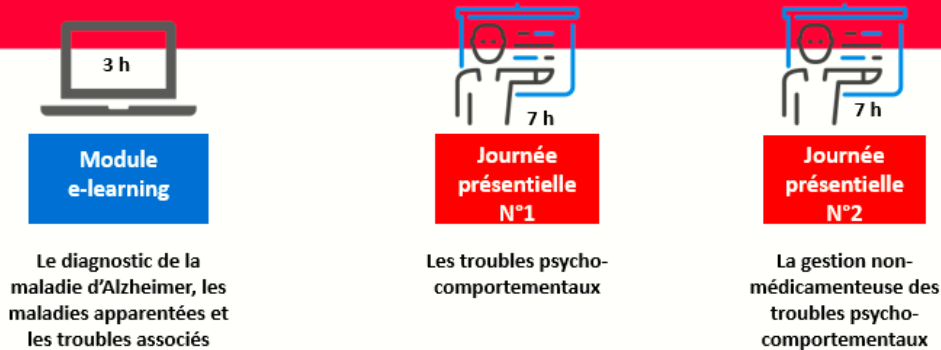 3 h
Module
e-learning
Le diagnostic de la
maladie d'Alzheimer, les
maladies apparentées et
les troubles associés
7 h
Journée
présentielle
N°1
Les troubles psycho-
comportementaux
7 h
Journée
présentielle
N°2
La gestion non-
médicamenteuse des
troubles psycho-
comportementaux